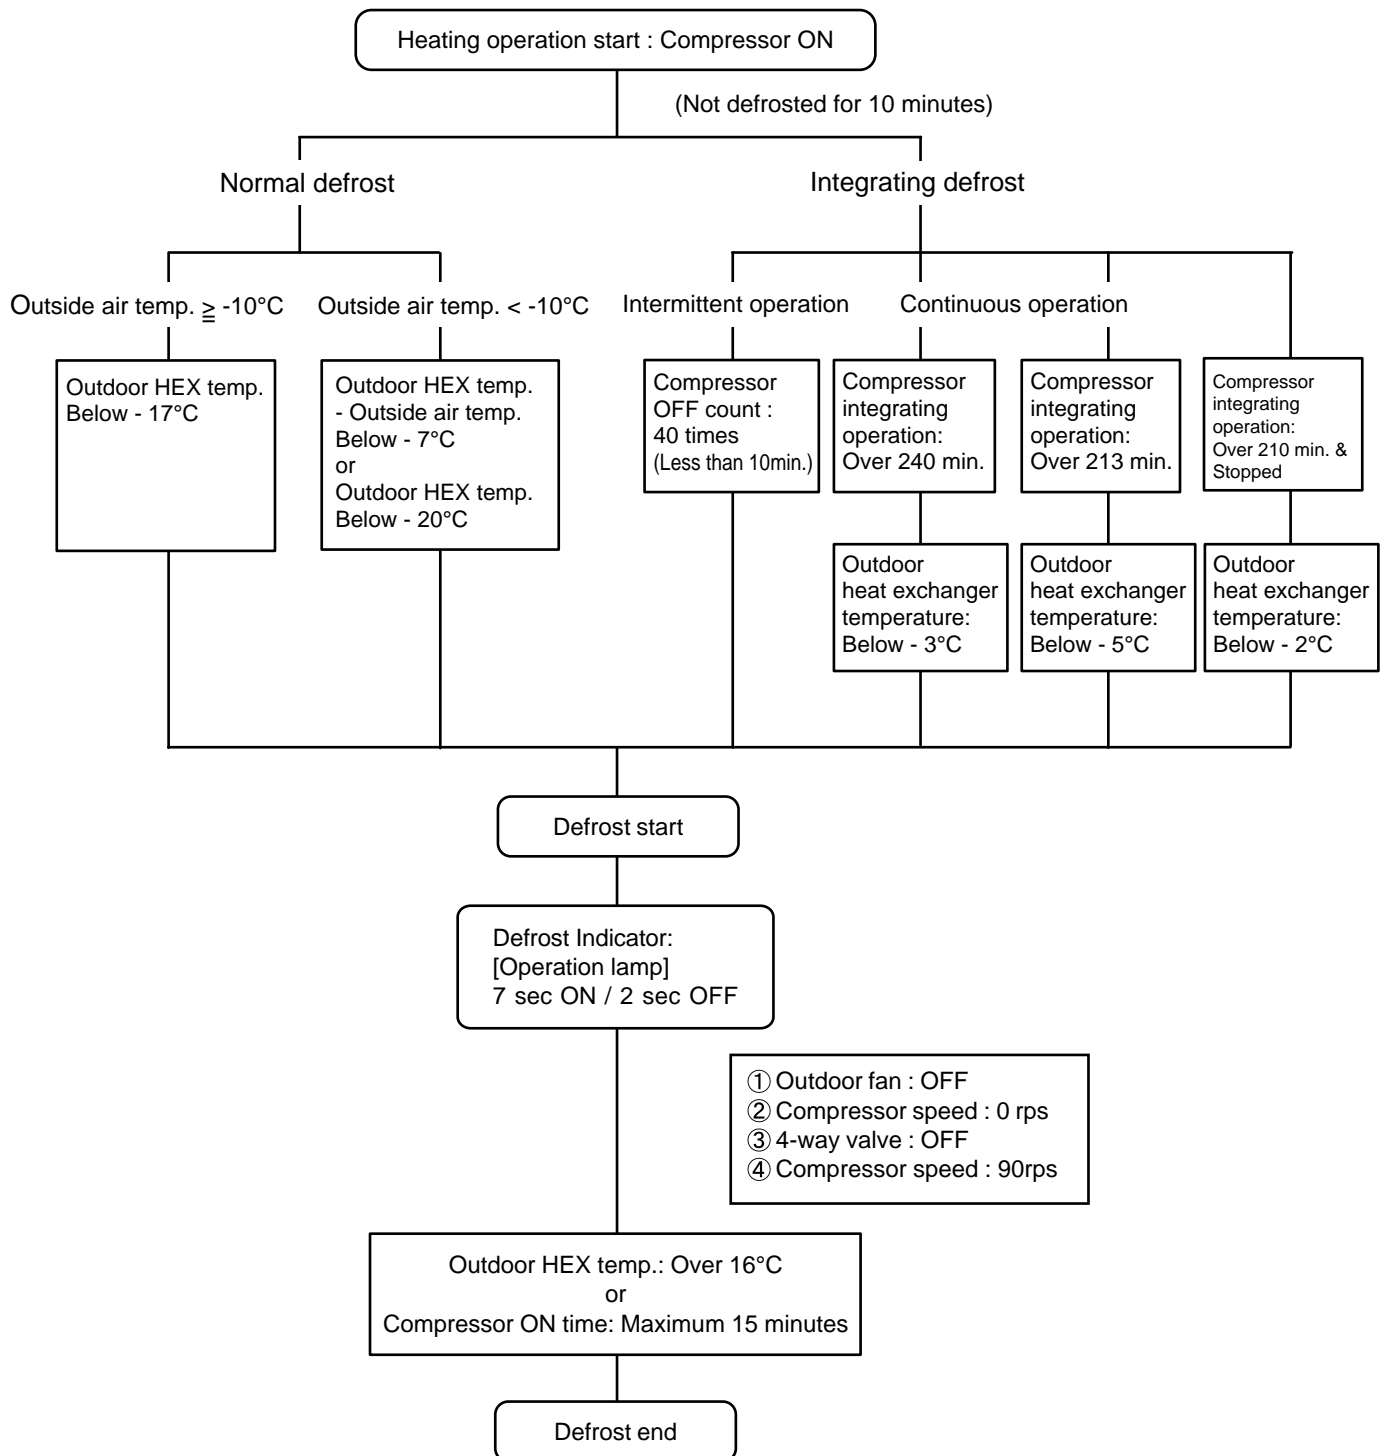 Heating operation start : Compressor ON
(Not defrosted for 10 minutes)
Normal defrost
Integrating defrost
Outside air temp. ≧ -10°C
Outside air temp. < -10°C
Intermittent operation
Continuous operation
Outdoor HEX temp.
Below - 17°C
Outdoor HEX temp.
- Outside air temp.
Below - 7°C
or
Outdoor HEX temp.
Below - 20°C
Compressor
OFF count :
40 times
(Less than 10min.)
Compressor
integrating
operation:
Over 240 min.
Compressor
integrating
operation:
Over 213 min.
Compressor
integrating
operation:
Over 210 min. &
Stopped
Outdoor
heat exchanger
temperature:
Below - 3°C
Outdoor
heat exchanger
temperature:
Below - 5°C
Outdoor
heat exchanger
temperature:
Below - 2°C
Defrost start
Defrost Indicator:
[Operation lamp]
7 sec ON / 2 sec OFF
① Outdoor fan : OFF
② Compressor speed : 0 rps
③ 4-way valve : OFF
④ Compressor speed : 90rps
Outdoor HEX temp.: Over 16°C
or
Compressor ON time: Maximum 15 minutes
Defrost end